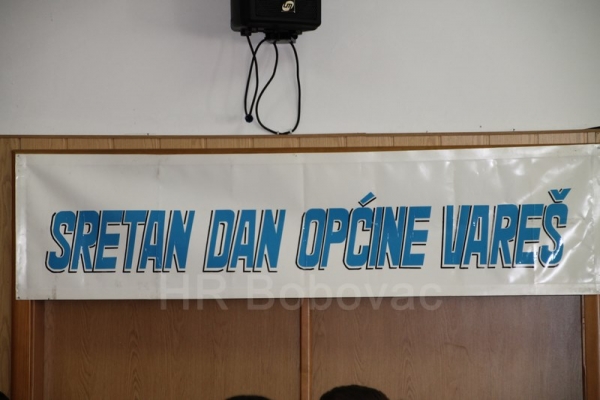 SRETAN DAN OPĆINE VAREŠ
HR Bobovac